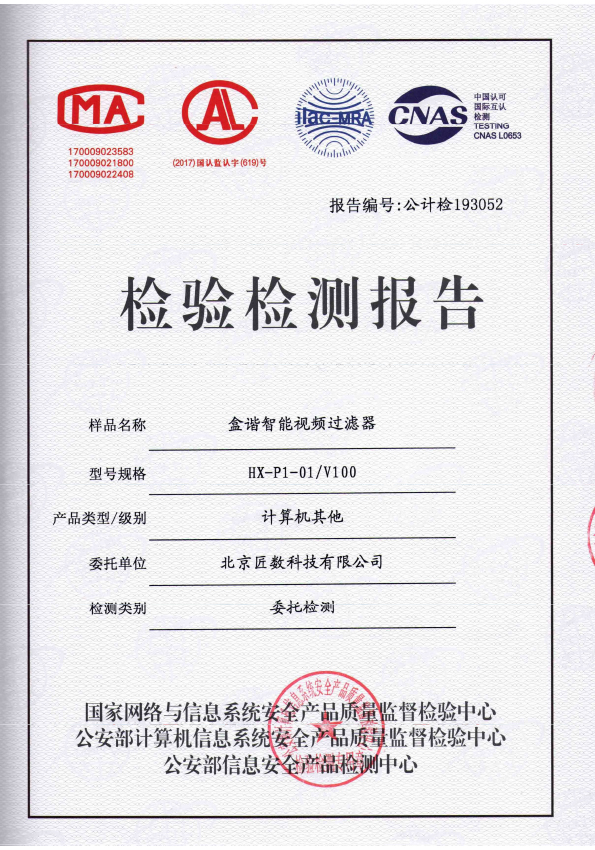 MA
170009023583
170009021800
170009022408
AL
(2017)国认监认字(619)号
ilac-MRA
CNAS
中国认可
国际互认
检测
TESTING
CNAS L0653
报告编号:公计检193052
检验检测报告
样品名称 盒谐智能视频过滤器
型号规格 HX-P1-01/V100
产品类型/级别 计算机其他
委托单位 北京匠数科技有限公司
检测类别 委托检测
国家网络与信息系统安全产品质量监督检验中心
公安部计算机信息系统安全产品质量监督检验中心
公安部信息安全产品检测中心